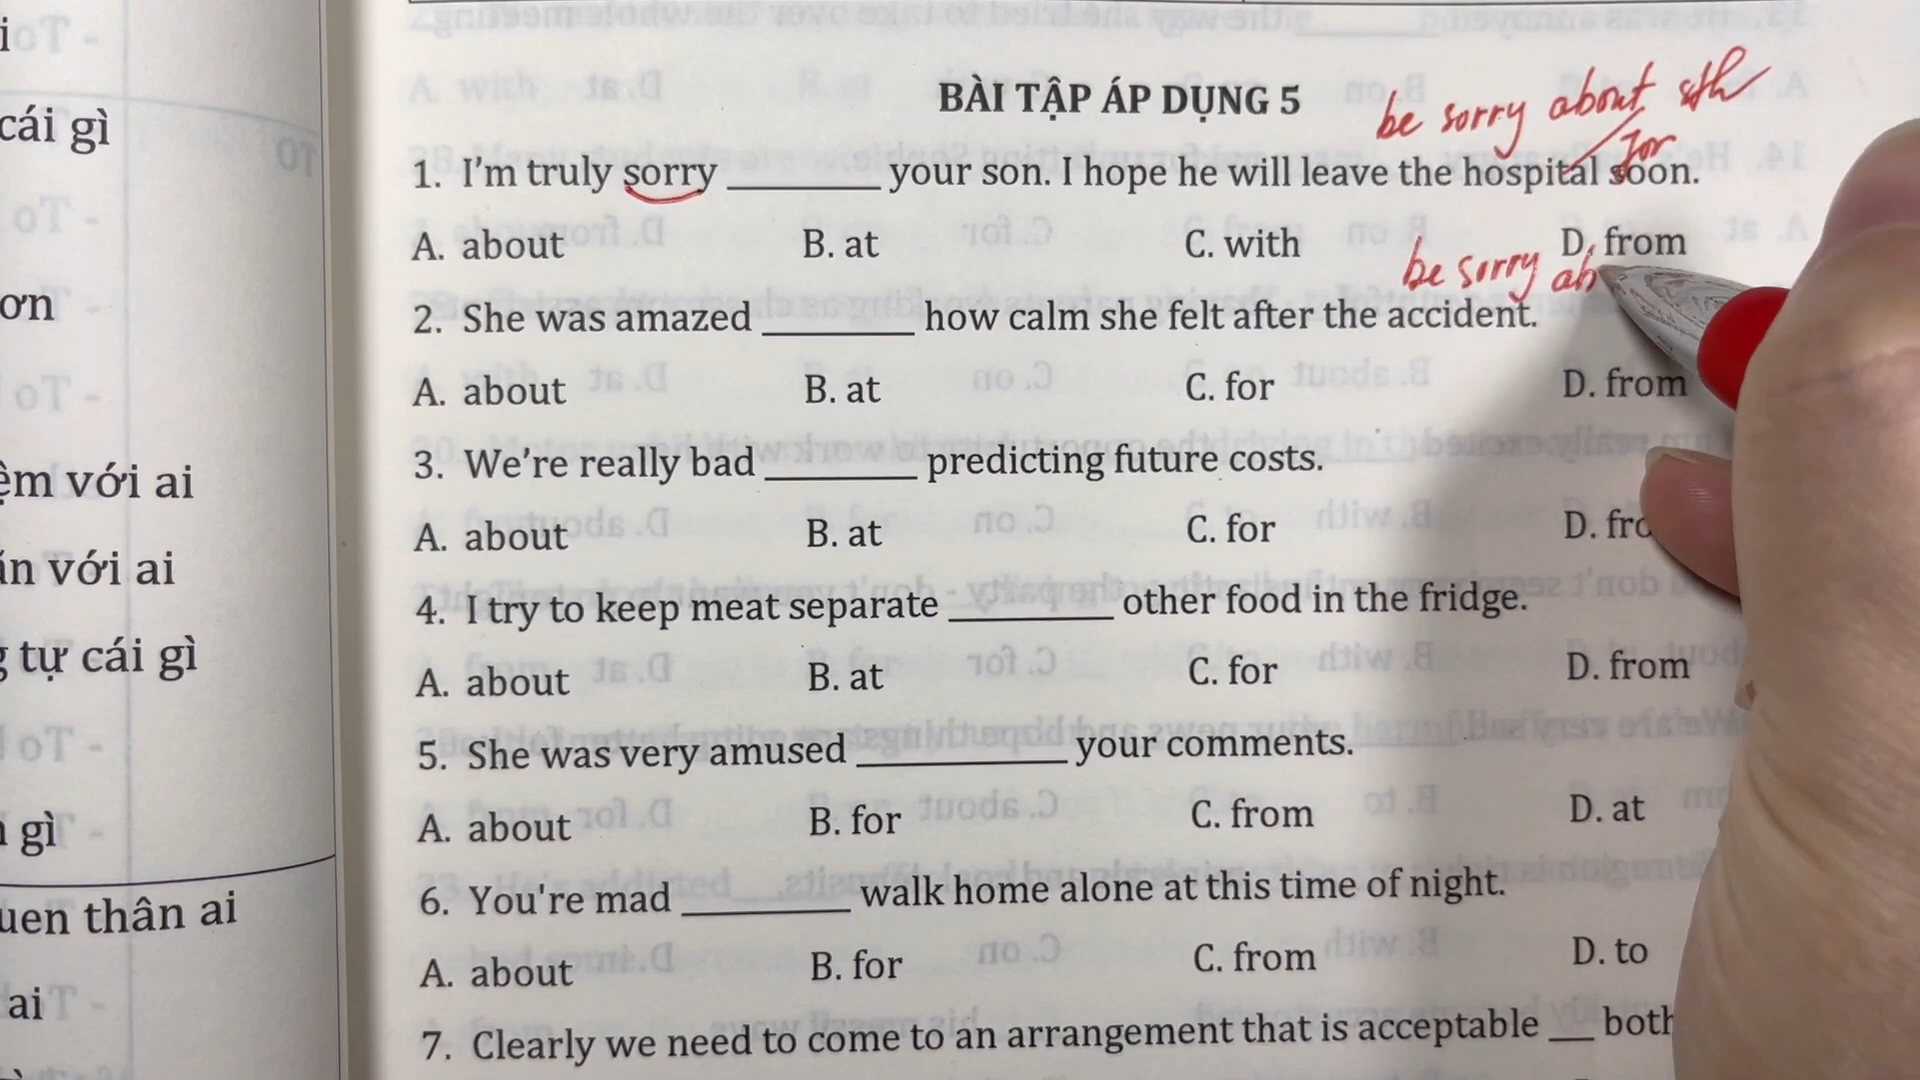 i
cái gì
ơn
ệm với ai
ắn với ai
g tự cái gì
gì
uen thân ai
ai
BÀI TẬP ÁP DỤNG 5
be sorry about sth
for
1. I'm truly sorry ________ your son. I hope he will leave the hospital soon.
A. about B. at C. with D. from
be sorry ab
2. She was amazed ________ how calm she felt after the accident.
A. about B. at C. for D. from
3. We're really bad ________ predicting future costs.
A. about B. at C. for D. fro
4. I try to keep meat separate ________ other food in the fridge.
A. about B. at C. for D. from
5. She was very amused ___________ your comments.
A. about B. for C. from D. at
6. You're mad _________ walk home alone at this time of night.
A. about B. for C. from D. to
7. Clearly we need to come to an arrangement that is acceptable __ both